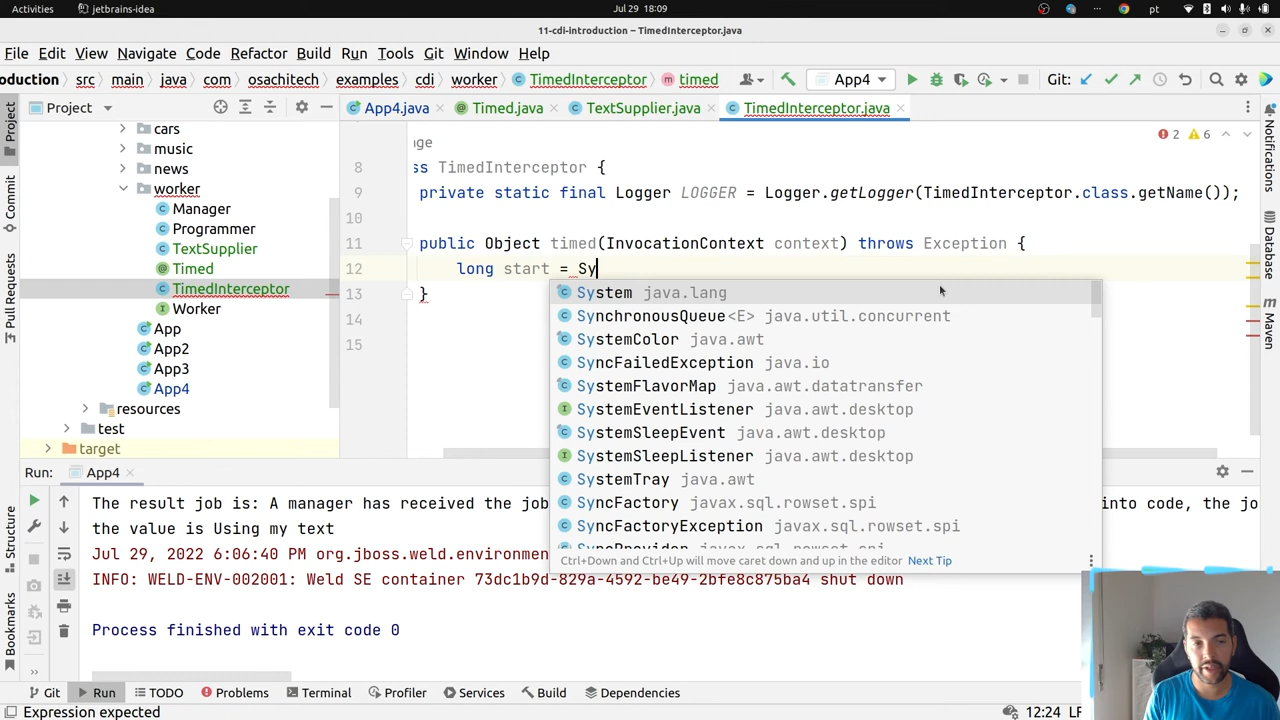 Activities jetbrains-idea Jul 29 18:09 pt
11-cdi-introduction – TimedInterceptor.java
File Edit View Navigate Code Refactor Build Run Tools Git Window Help
oduction src main java com osachitech examples cdi worker TimedInterceptor timed App4 Git:
Project App4.java Timed.java TextSupplier.java TimedInterceptor.java
Project
Commit
Pull Requests
Structure
Bookmarks
cars
music
news
worker
Manager
Programmer
TextSupplier
Timed
TimedInterceptor
Worker
App
App2
App3
App4
resources
test
target
age
2 6
8 ss TimedInterceptor {
9 private static final Logger LOGGER = Logger.getLogger(TimedInterceptor.class.getName());
10
11 public Object timed(InvocationContext context) throws Exception {
12 long start = Sy
13 }
14
15
System java.lang
SynchronousQueue<E> java.util.concurrent
SystemColor java.awt
SyncFailedException java.io
SystemFlavorMap java.awt.datatransfer
SystemEventListener java.awt.desktop
SystemSleepEvent java.awt.desktop
SystemSleepListener java.awt.desktop
SystemTray java.awt
SyncFactory javax.sql.rowset.spi
SyncFactoryException javax.sql.rowset.spi
SyncProvider javax.sql.rowset.spi
Ctrl+Down and Ctrl+Up will move caret down and up in the editor Next Tip
Notifications
Database
Maven
Run: App4
The result job is: A manager has received the job into code, the jo
the value is Using my text
Jul 29, 2022 6:06:40 PM org.jboss.weld.environmen
INFO: WELD-ENV-002001: Weld SE container 73dc1b9d-829a-4592-be49-2bfe8c875ba4 shut down
Process finished with exit code 0
Git Run TODO Problems Terminal Profiler Services Build Dependencies
Expression expected 12:24 LF